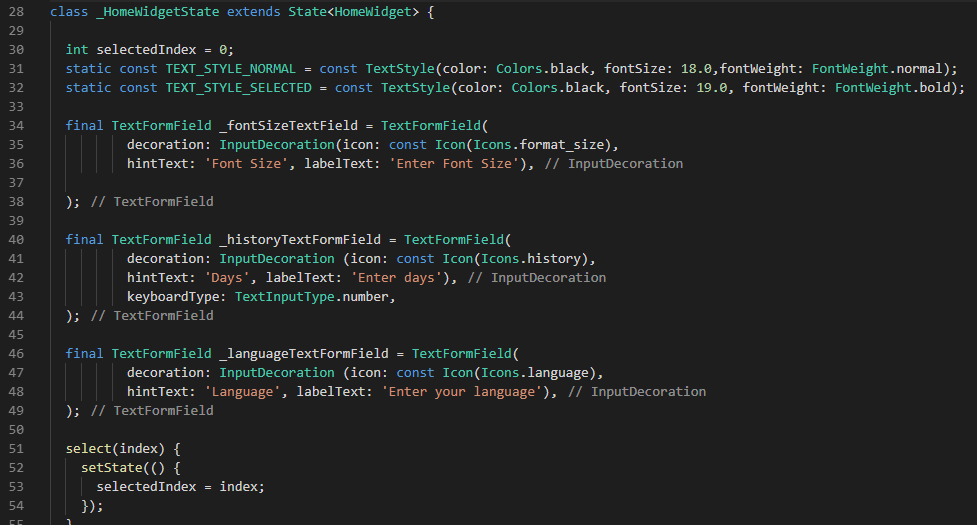 28 class _HomeWidgetState extends State<HomeWidget> {
29
30 int selectedIndex = 0;
31 static const TEXT_STYLE_NORMAL = const TextStyle(color: Colors.black, fontSize: 18.0,fontWeight: FontWeight.normal);
32 static const TEXT_STYLE_SELECTED = const TextStyle(color: Colors.black, fontSize: 19.0, fontWeight: FontWeight.bold);
33
34 final TextFormField _fontSizeTextField = TextFormField(
35 decoration: InputDecoration(icon: const Icon(Icons.format_size),
36 hintText: 'Font Size', labelText: 'Enter Font Size'), // InputDecoration
37
38 ); // TextFormField
39
40 final TextFormField _historyTextFormField = TextFormField(
41 decoration: InputDecoration (icon: const Icon(Icons.history),
42 hintText: 'Days', labelText: 'Enter days'), // InputDecoration
43 keyboardType: TextInputType.number,
44 ); // TextFormField
45
46 final TextFormField _languageTextFormField = TextFormField(
47 decoration: InputDecoration (icon: const Icon(Icons.language),
48 hintText: 'Language', labelText: 'Enter your language'), // InputDecoration
49 ); // TextFormField
50
51 select(index) {
52 setState(() {
53 selectedIndex = index;
54 });
55 }